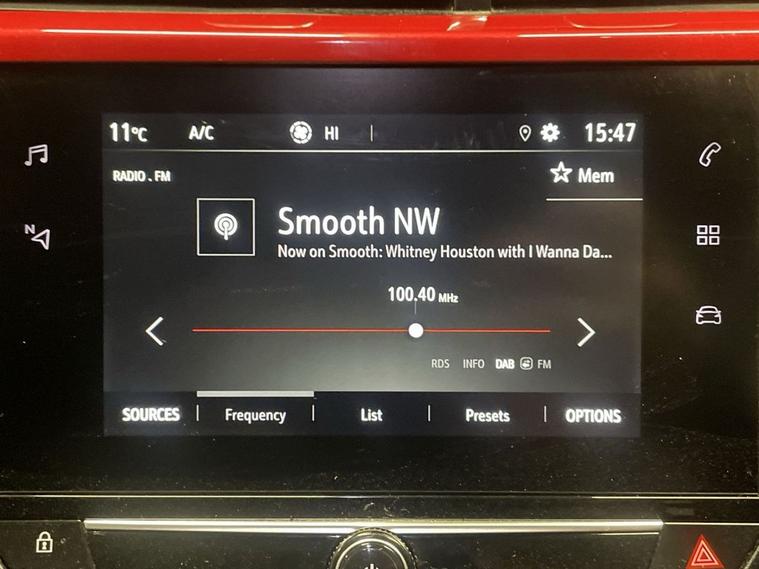 11°C A/C HI 15:47
RADIO . FM
Mem
Smooth NW
Now on Smooth: Whitney Houston with I Wanna Da...
100.40 MHz
RDS INFO DAB FM
SOURCES Frequency List Presets OPTIONS
N